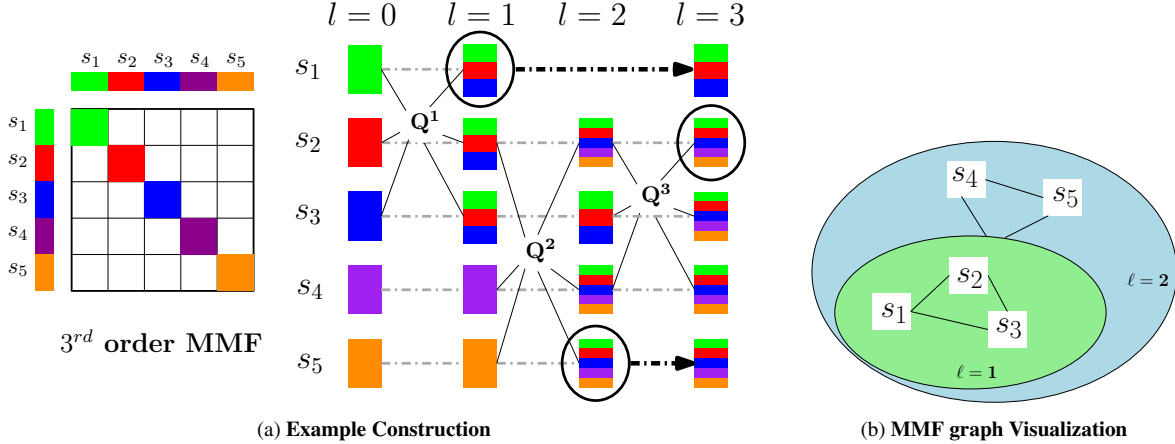 l = 0 l = 1 l = 2 l = 3
s₁ s₂ s₃ s₄ s₅
s₁
s₂
s₃
s₄
s₅
3ʳᵈ order MMF
s₁
s₂
s₃
s₄
s₅
Q¹
Q²
Q³
(a) Example Construction
s₄
s₅
s₂
s₁
s₃
ℓ = 2
ℓ = 1
(b) MMF graph Visualization